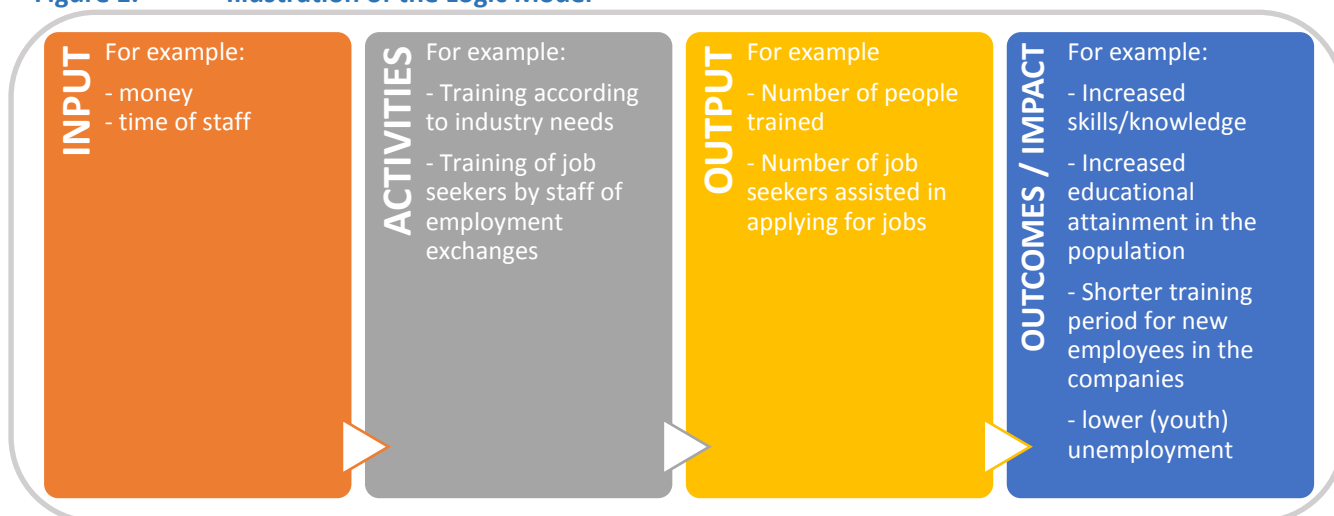 Figure 2. Illustration of the Logic Model
INPUT
For example:
- money
- time of staff
ACTIVITIES
For example:
- Training according
to industry needs
- Training of job
seekers by staff of
employment
exchanges
OUTPUT
For example
- Number of people
trained
- Number of job
seekers assisted in
applying for jobs
OUTCOMES / IMPACT
For example:
- Increased
skills/knowledge
- Increased
educational
attainment in the
population
- Shorter training
period for new
employees in the
companies
- lower (youth)
unemployment